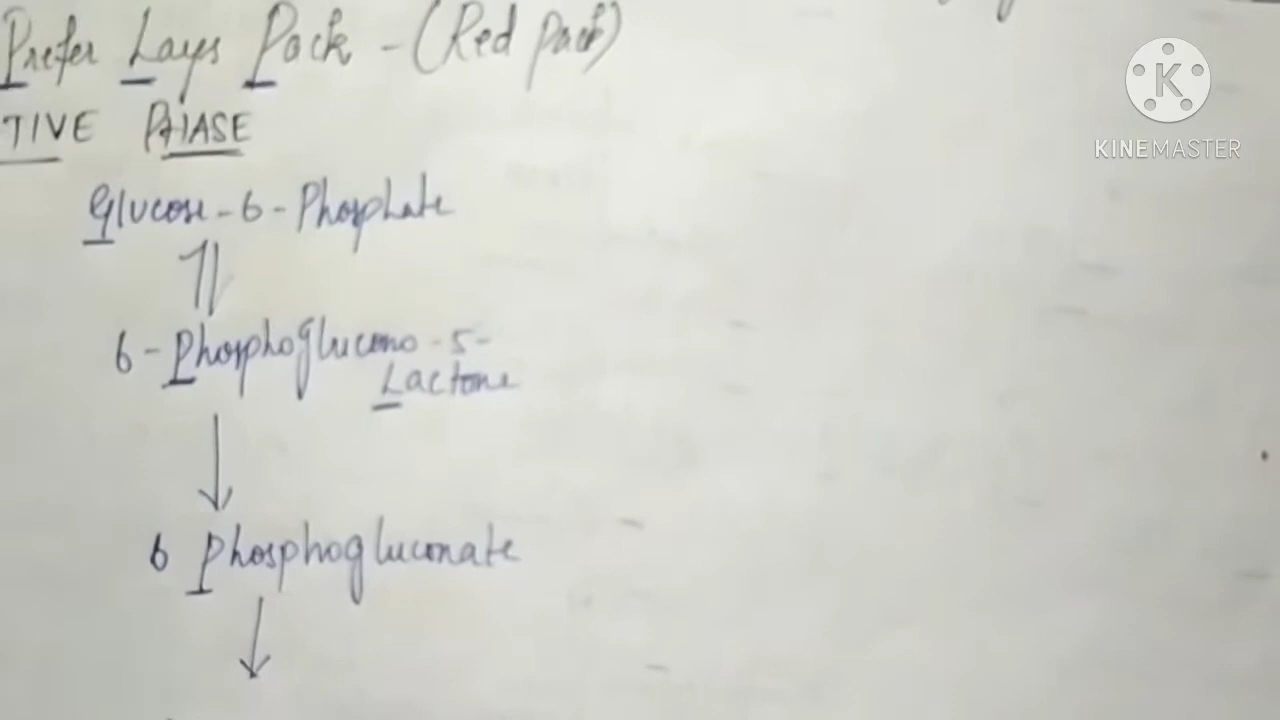 Prefer Lays Pack - (Red pack)
TIVE PHASE
Glucose-6-Phosphate
6-Phosphoglucono-5-
Lactone
6 Phosphogluconate
K
KINEMASTER